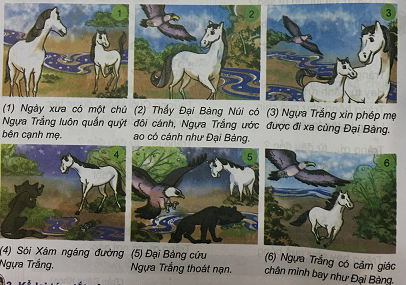 1
2
3
(1) Ngày xưa có một chú
Ngựa Trắng luôn quấn quýt
bên cạnh mẹ.
(2) Thấy Đại Bàng Núi có
đôi cánh, Ngựa Trắng ước
ao có cánh như Đại Bàng.
(3) Ngựa Trắng xin phép mẹ
được đi xa cùng Đại Bàng.
4
5
6
(4) Sói Xám ngáng đường
Ngựa Trắng.
(5) Đại Bàng cứu
Ngựa Trắng thoát nạn.
(6) Ngựa Trắng có cảm giác
chân mình bay như Đại Bàng.